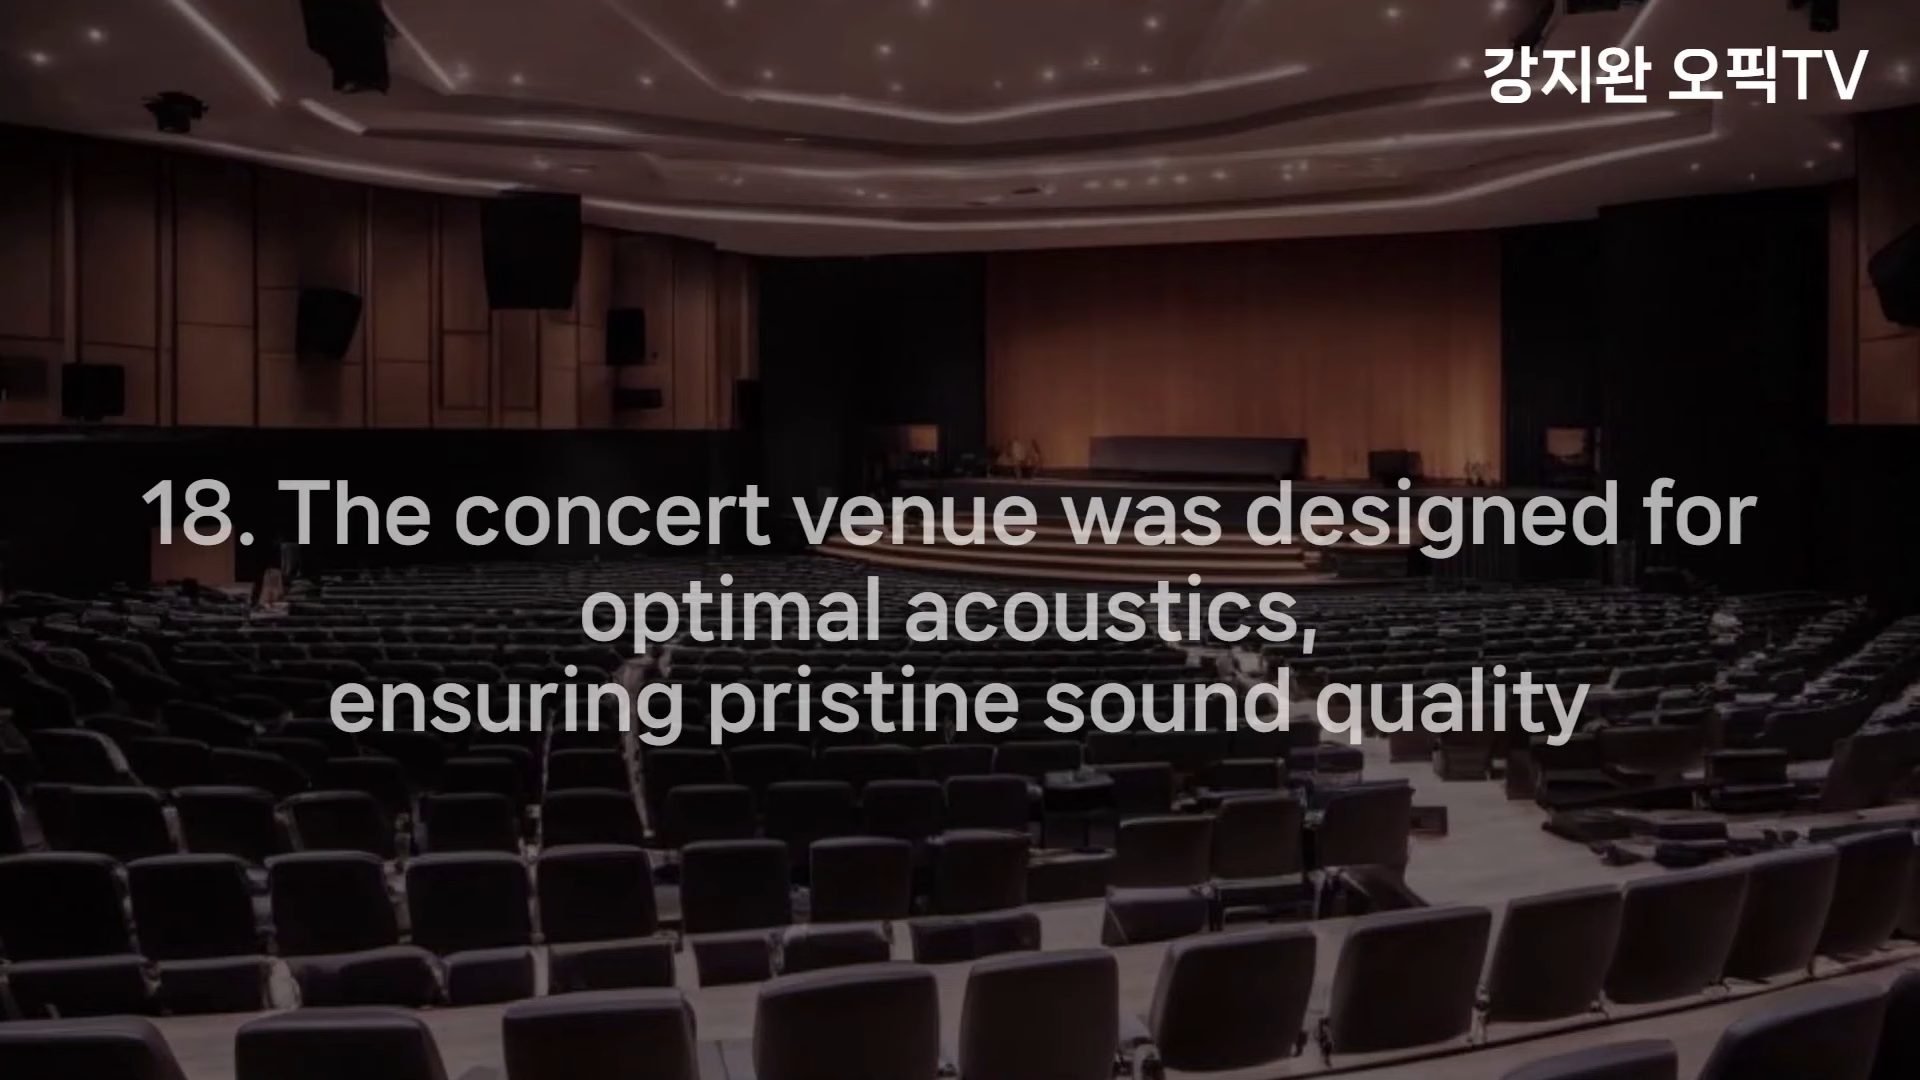 강지완 오픽TV
18. The concert venue was designed for
optimal acoustics,
ensuring pristine sound quality